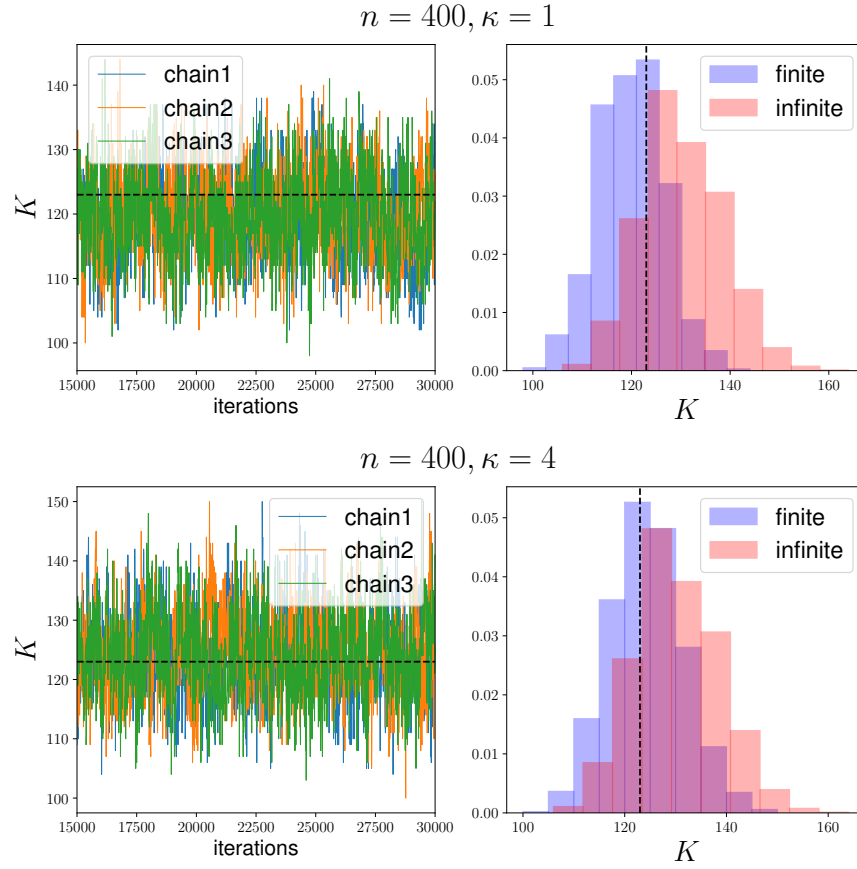 n = 400, κ = 1
chain1
chain2
chain3
K
140
130
120
110
100
15000 17500 20000 22500 25000 27500 30000
iterations
finite
infinite
0.05
0.04
0.03
0.02
0.01
0.00
100 120 140 160
K
n = 400, κ = 4
chain1
chain2
chain3
K
150
140
130
120
110
100
15000 17500 20000 22500 25000 27500 30000
iterations
finite
infinite
0.05
0.04
0.03
0.02
0.01
0.00
100 120 140 160
K